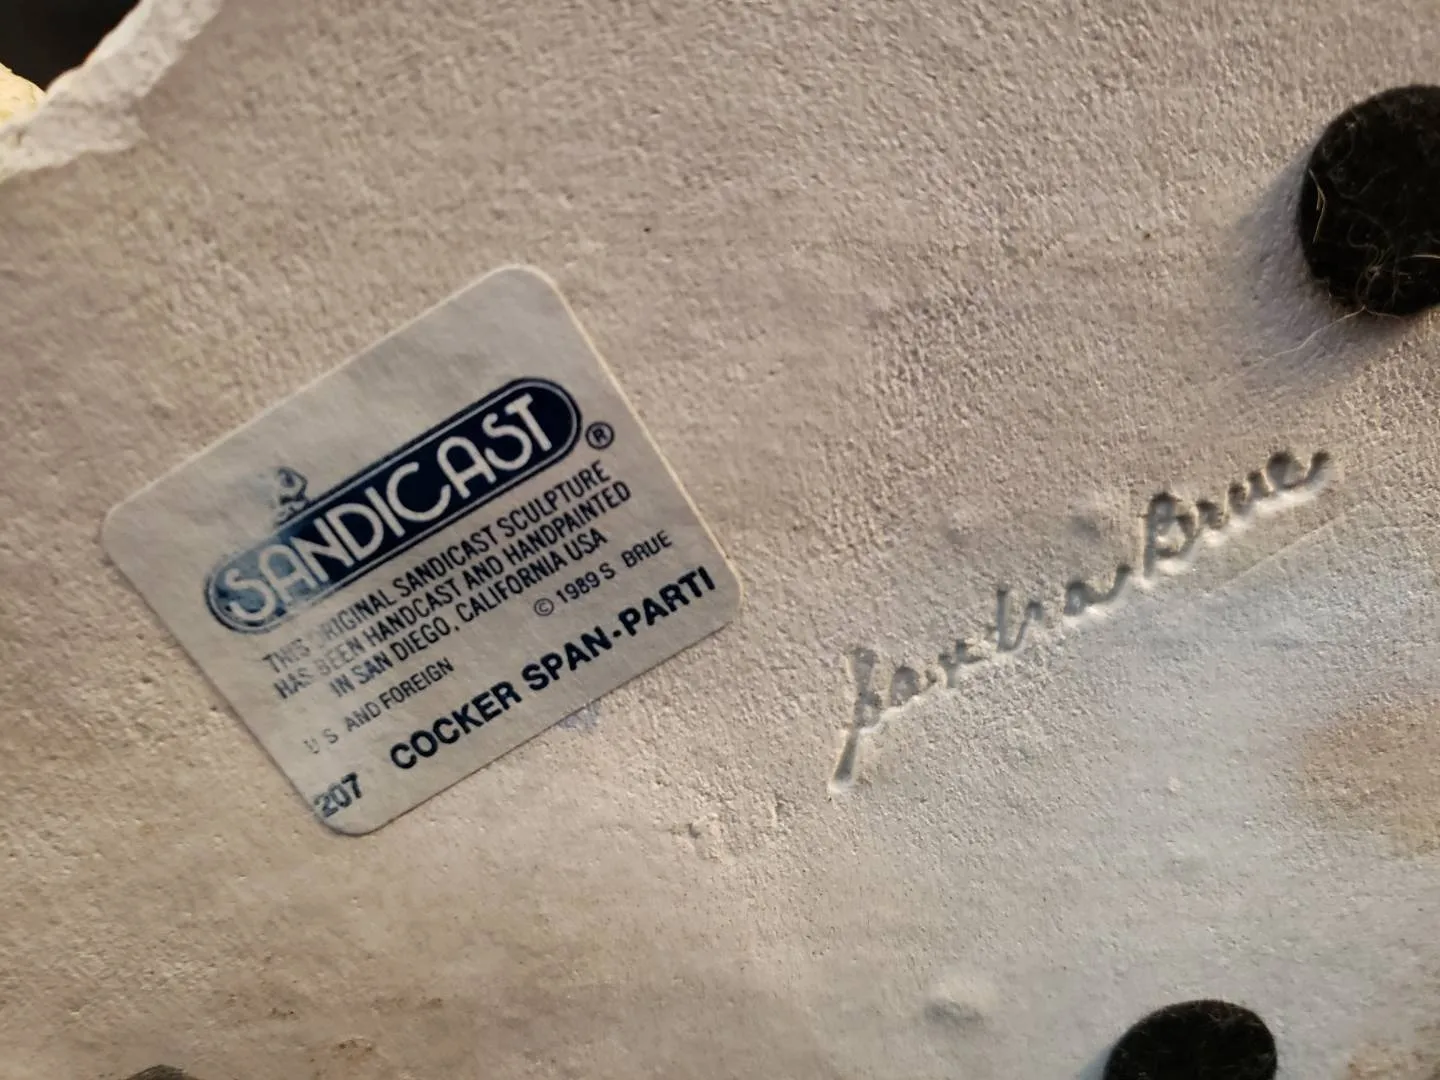 SANDICAST ®
THIS ORIGINAL SANDICAST SCULPTURE
HAS BEEN HANDCAST AND HANDPAINTED
IN SAN DIEGO, CALIFORNIA USA
U S AND FOREIGN © 1989 S BRUE
207 COCKER SPAN-PARTI
Sandra Brue